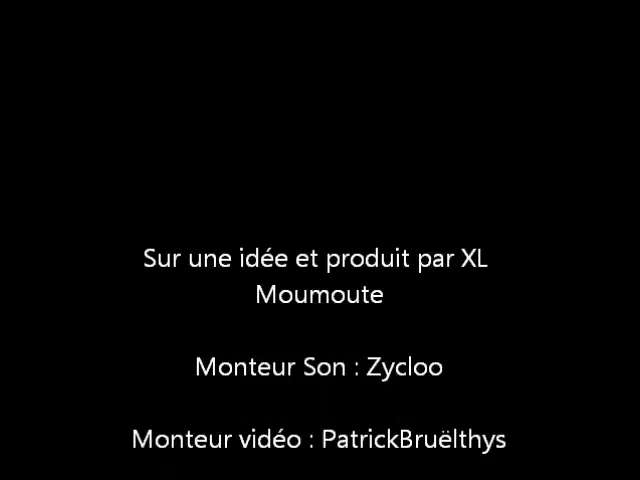 Sur une idée et produit par XL
Moumoute
Monteur Son : Zycloo
Monteur vidéo : PatrickBruëlthys